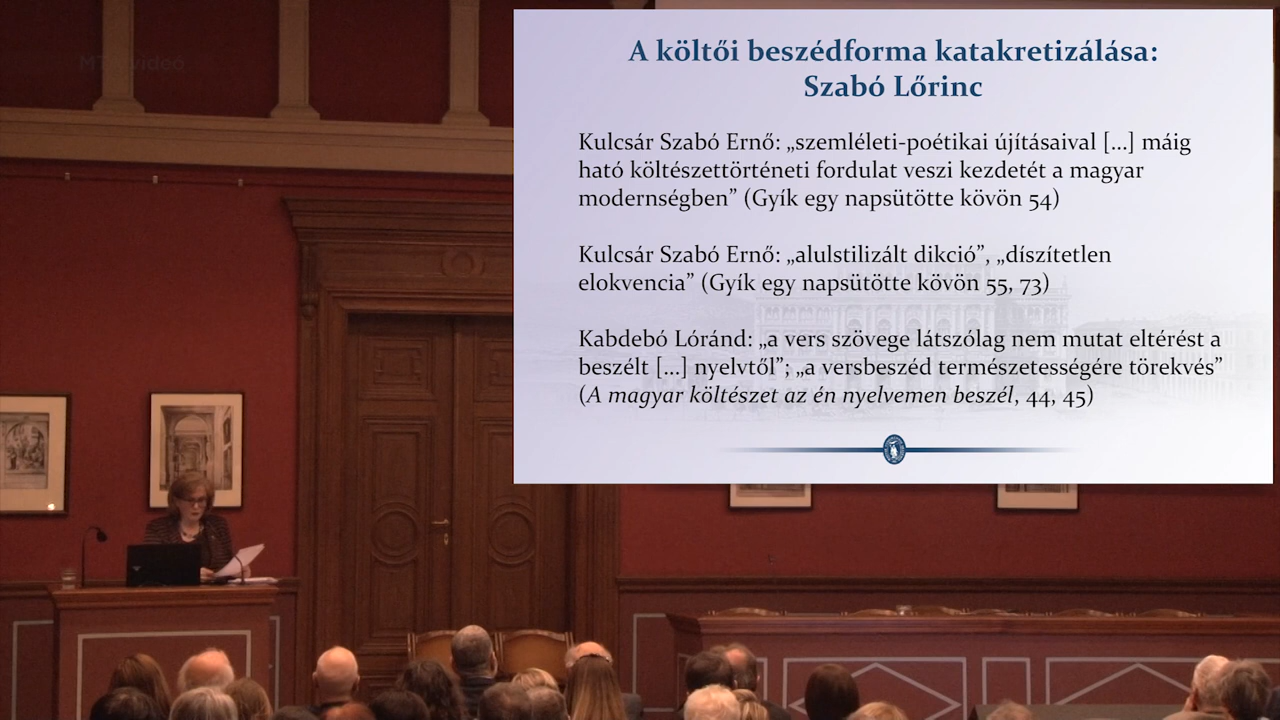 MTA videó
A költői beszédforma katakretizálása:
Szabó Lőrinc
Kulcsár Szabó Ernő: „szemléleti-poétikai újításaival [...] máig
ható költészettörténeti fordulat veszi kezdetét a magyar
modernségben” (Gyík egy napsütötte kövön 54)
Kulcsár Szabó Ernő: „alulstilizált dikció”, „díszítetlen
elokvencia” (Gyík egy napsütötte kövön 55, 73)
Kabdebó Lóránd: „a vers szövege látszólag nem mutat eltérést a
beszélt [...] nyelvtől”; „a versbeszéd természetességére törekvés”
(A magyar költészet az én nyelvemen beszél, 44, 45)